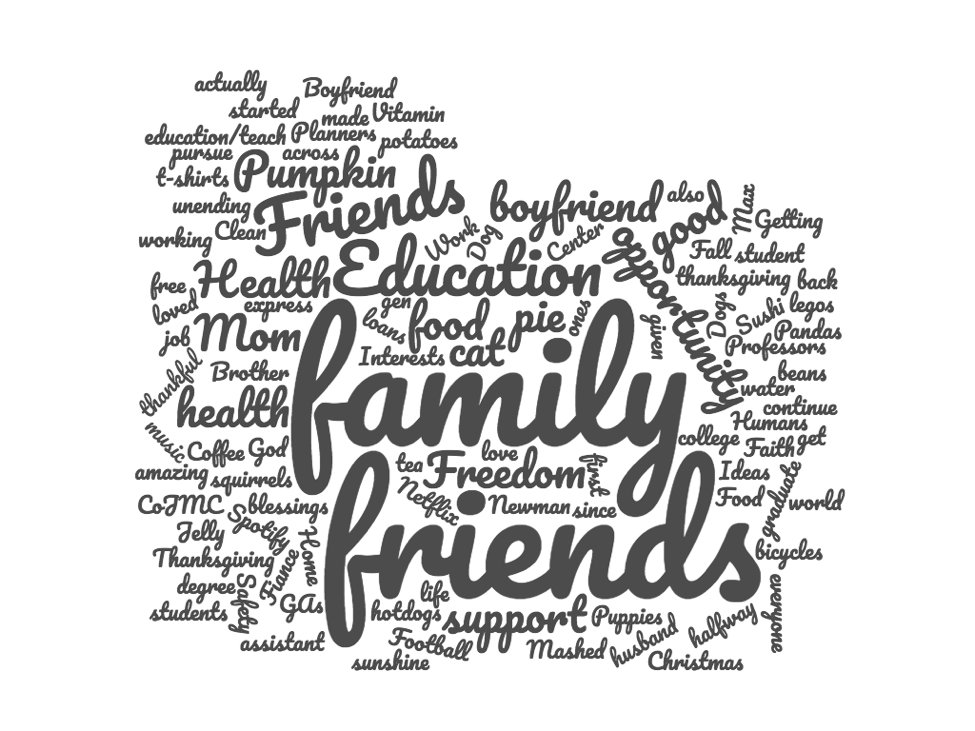 actually
Boyfriend
started
made
Vitamin
education/teach
Planners
potatoes
pursue
across
t-shirts
Pumpkin
unending
Friends
boyfriend
also
Max
Getting
working
Clean
Work
Dog
Center
good
Fall
student
opportunity
free
Health
Education
thanksgiving
back
loved
express
gen
loans
food
pie
ones
given
Dogs
Sushi
legos
job
Mom
Interests
cat
Pandas
Professors
thankful
Brother
family
beans
water
health
continue
Humans
music
Coffee
God
college
Faith
get
amazing
squirrels
tea
love
Freedom
first
Ideas
CoJMC
blessings
Netflix
Newman
since
Food
graduate
world
Jelly
Spotify
Home
friends
bicycles
Thanksgiving
Fiance
degree
Safety
everyone
students
GAs
life
hotdogs
support
Puppies
halfway
assistant
Football
Mashed
husband
sunshine
Christmas